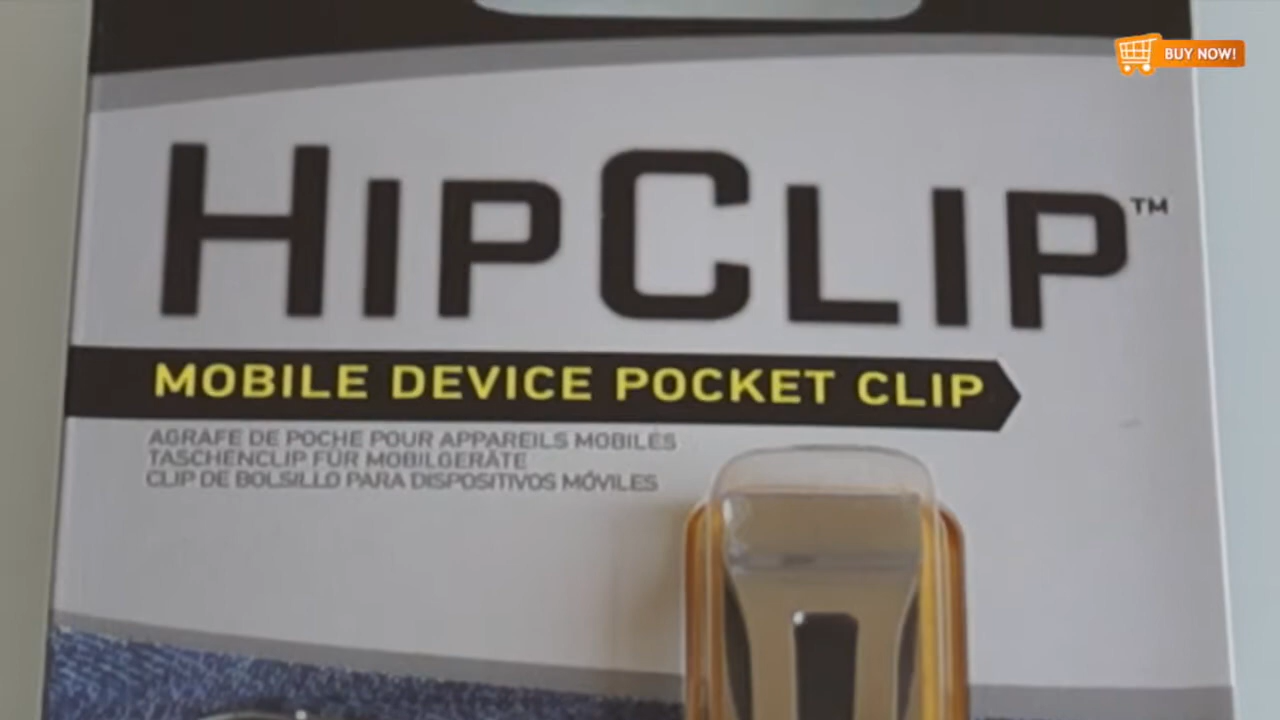 BUY NOW!
HIPCLIP™
MOBILE DEVICE POCKET CLIP
AGRAFE DE POCHE POUR APPAREILS MOBILES
TASCHENCLIP FÜR MOBILGERÄTE
CLIP DE BOLSILLO PARA DISPOSITIVOS MÓVILES